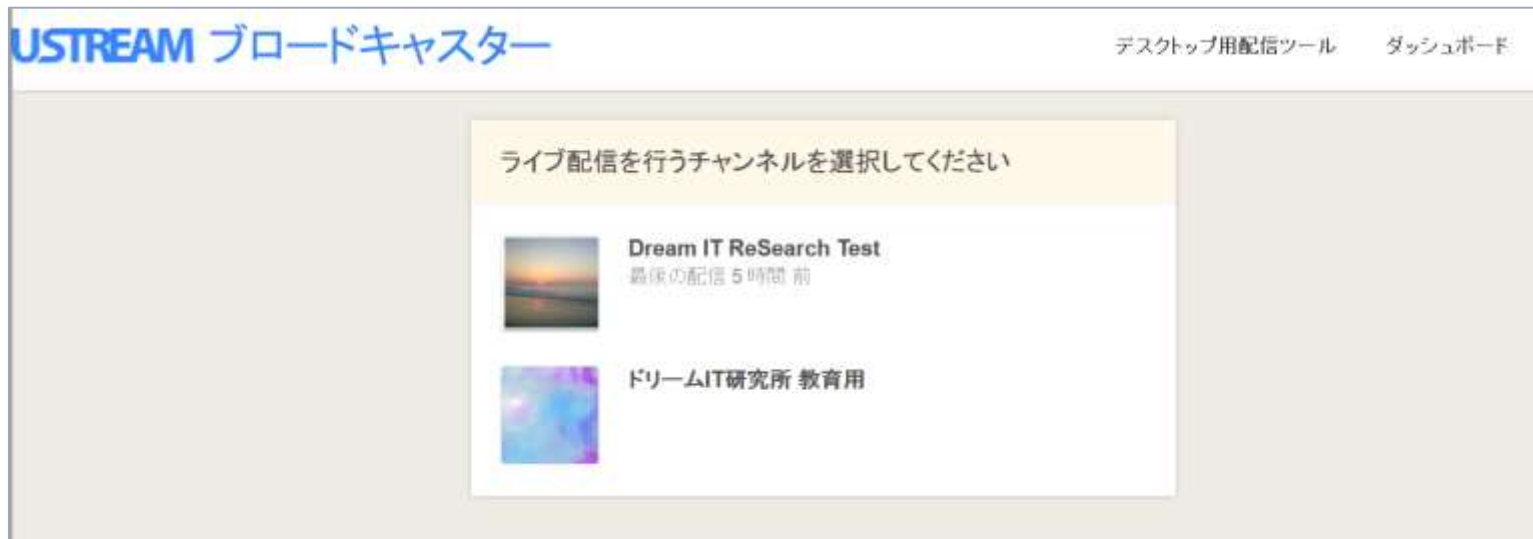 USTREAM ブロードキャスター
デスクトップ用配信ツール ダッシュボード
ライブ配信を行うチャンネルを選択してください
Dream IT ReSearch Test
最後の配信 5 時間 前
ドリームIT研究所 教育用